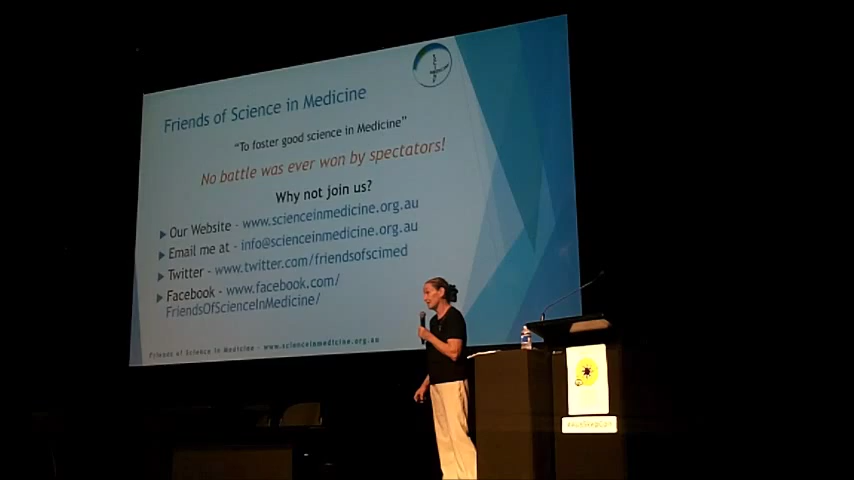 Friends of Science in Medicine
"To foster good science in Medicine"
No battle was ever won by spectators!
Why not join us?
Our Website - www.scienceinmedicine.org.au
Email me at - info@scienceinmedicine.org.au
Twitter - www.twitter.com/friendsofscimed
Facebook - www.facebook.com/
FriendsOfScienceInMedicine/
Friends of Science in Medicine - www.scienceinmedicine.org.au